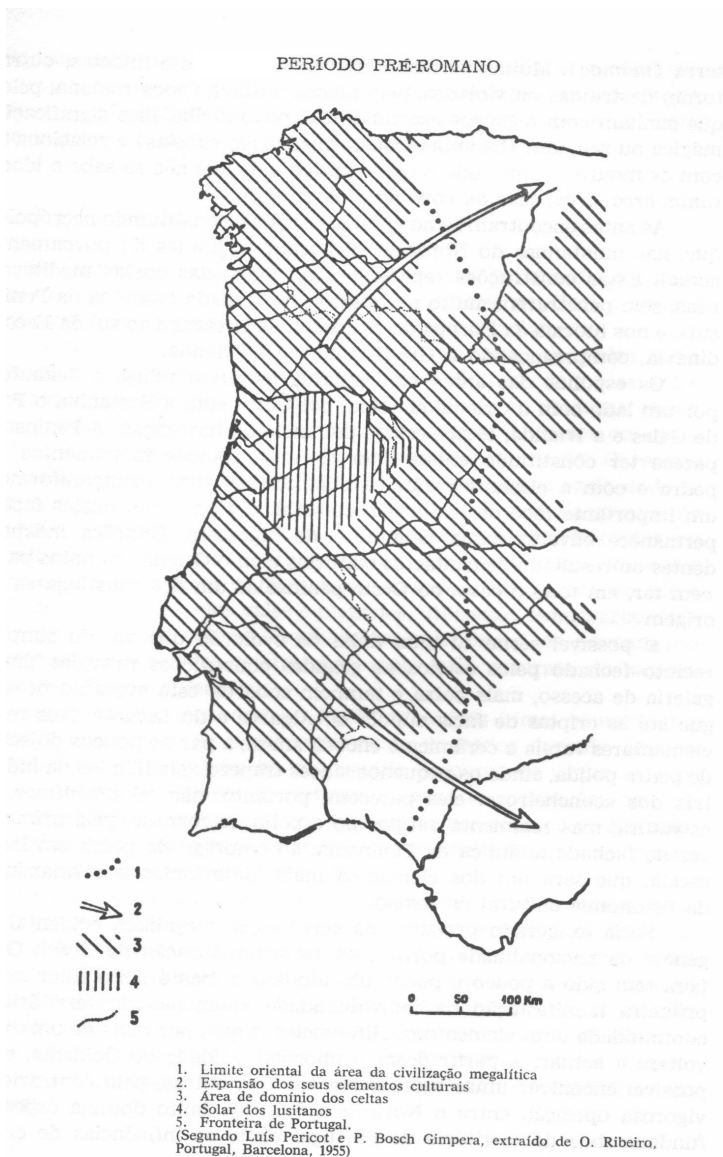 PERÍODO PRÉ-ROMANO
1
2
3
4
5
0 50 100 Km
1. Limite oriental da área da civilização megalítica
2. Expansão dos seus elementos culturais
3. Área de domínio dos celtas
4. Solar dos lusitanos
5. Fronteira de Portugal.
(Segundo Luís Pericot e P. Bosch Gimpera, extraído de O. Ribeiro,
Portugal, Barcelona, 1955)